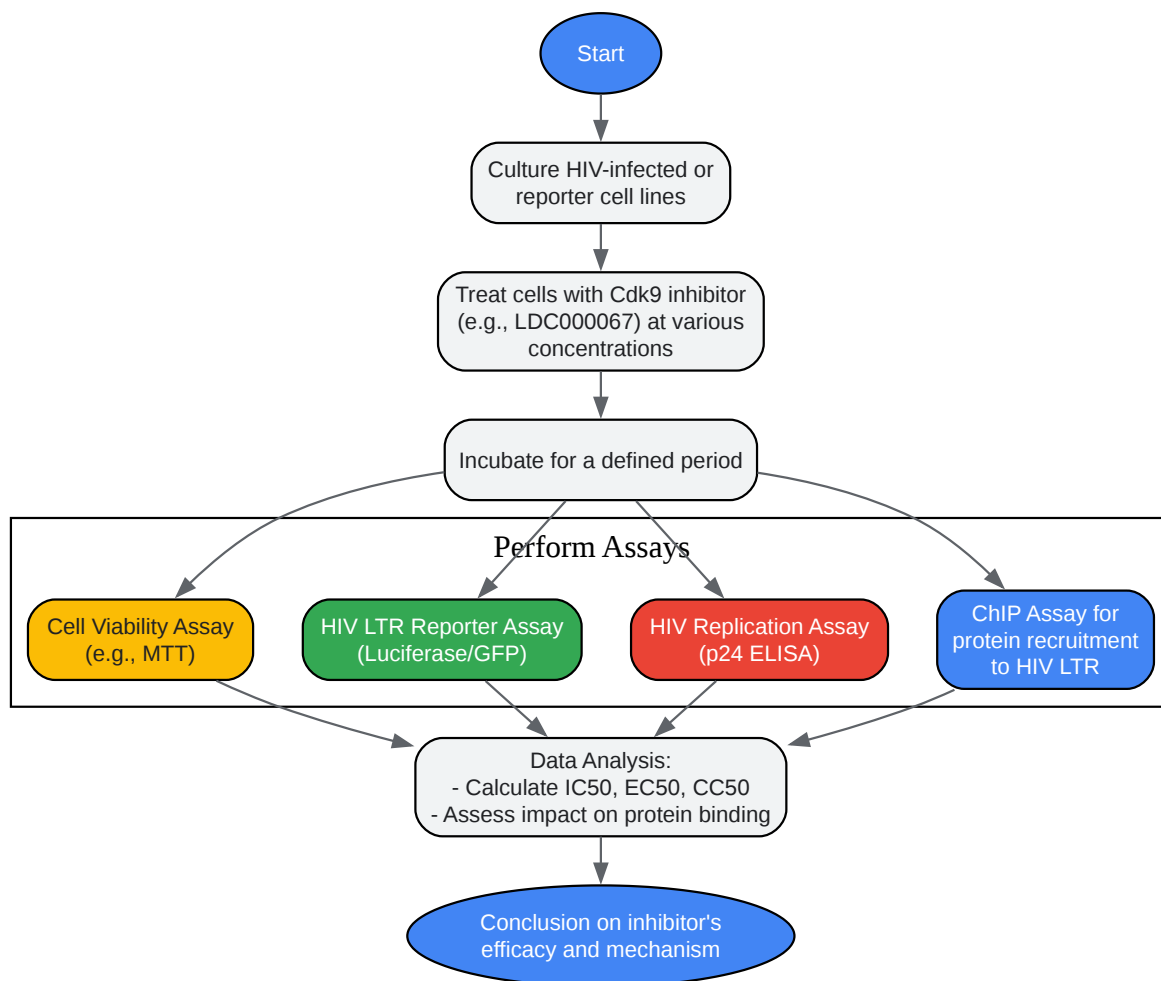 Start
Culture HIV-infected or
reporter cell lines
Treat cells with Cdk9 inhibitor
(e.g., LDC000067) at various
concentrations
Incubate for a defined period
Perform Assays
Cell Viability Assay
(e.g., MTT)
HIV LTR Reporter Assay
(Luciferase/GFP)
HIV Replication Assay
(p24 ELISA)
ChIP Assay for
protein recruitment
to HIV LTR
Data Analysis:
- Calculate IC50, EC50, CC50
- Assess impact on protein binding
Conclusion on inhibitor's
efficacy and mechanism